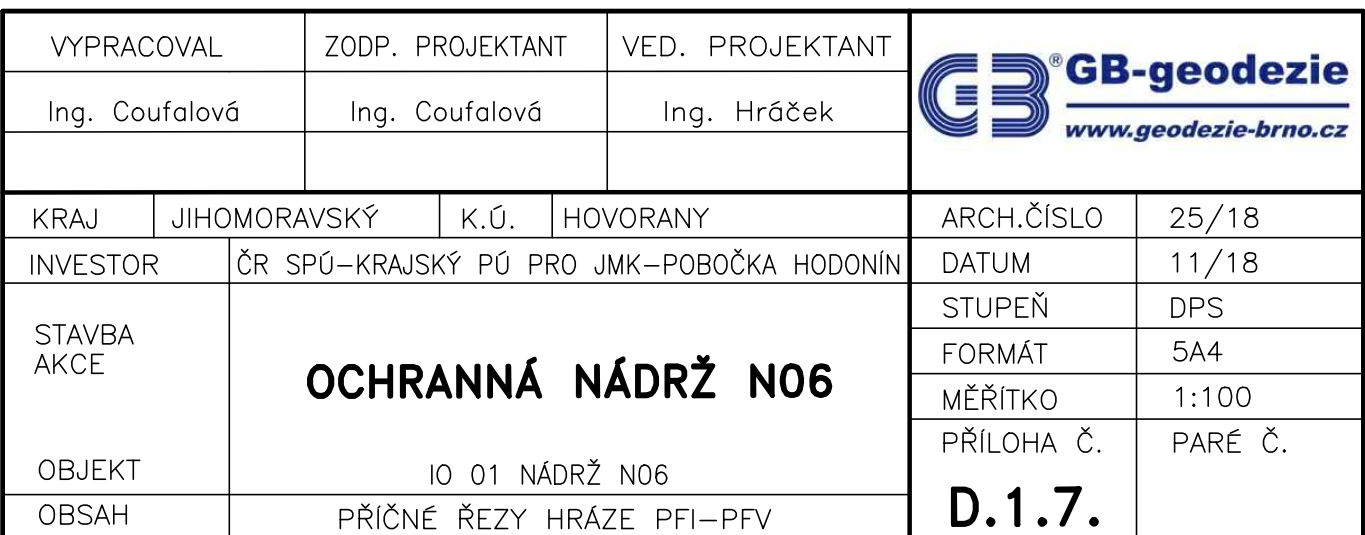 VYPRACOVAL ZODP. PROJEKTANT VED. PROJEKTANT
Ing. Coufalová Ing. Coufalová Ing. Hráček
GB® GB-geodezie
www.geodezie-brno.cz
KRAJ JIHOMORAVSKÝ K.Ú. HOVORANY
INVESTOR ČR SPÚ-KRAJSKÝ PÚ PRO JMK-POBOČKA HODONÍN
STAVBA
AKCE
OCHRANNÁ NÁDRŽ N06
OBJEKT IO 01 NÁDRŽ N06
OBSAH PŘÍČNÉ ŘEZY HRÁZE PFI-PFV
ARCH.ČÍSLO 25/18
DATUM 11/18
STUPEŇ DPS
FORMÁT 5A4
MĚŘÍTKO 1:100
PŘÍLOHA Č. PARÉ Č.
D.1.7.